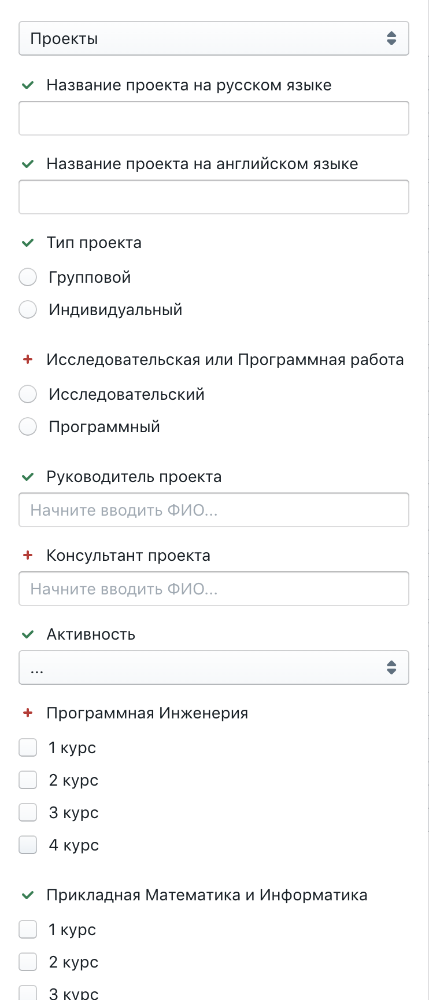 Проекты
Название проекта на русском языке
Название проекта на английском языке
Тип проекта
Групповой
Индивидуальный
Исследовательская или Программная работа
Исследовательский
Программный
Руководитель проекта
Начните вводить ФИО...
Консультант проекта
Начните вводить ФИО...
Активность
...
Программная Инженерия
1 курс
2 курс
3 курс
4 курс
Прикладная Математика и Информатика
1 курс
2 курс
3 курс